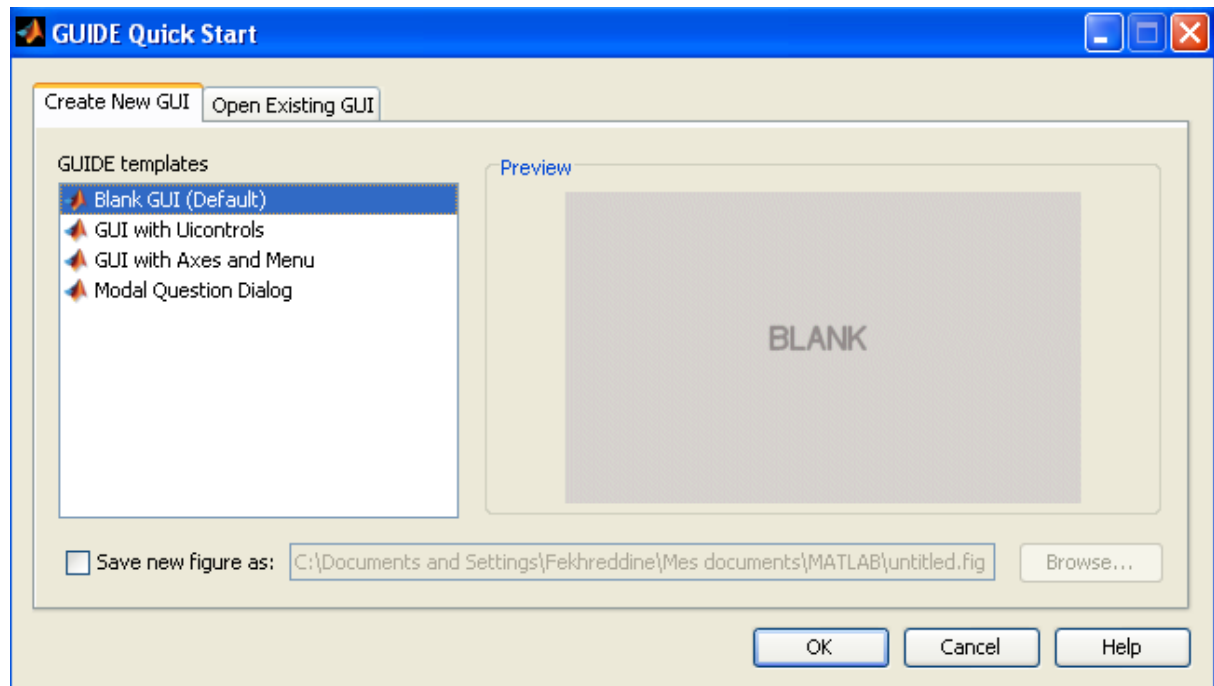 GUIDE Quick Start
Create New GUI
Open Existing GUI
GUIDE templates
Blank GUI (Default)
GUI with Uicontrols
GUI with Axes and Menu
Modal Question Dialog
Preview
BLANK
Save new figure as:
C:\Documents and Settings\Fekhreddine\Mes documents\MATLAB\untitled.fig
Browse...
OK
Cancel
Help